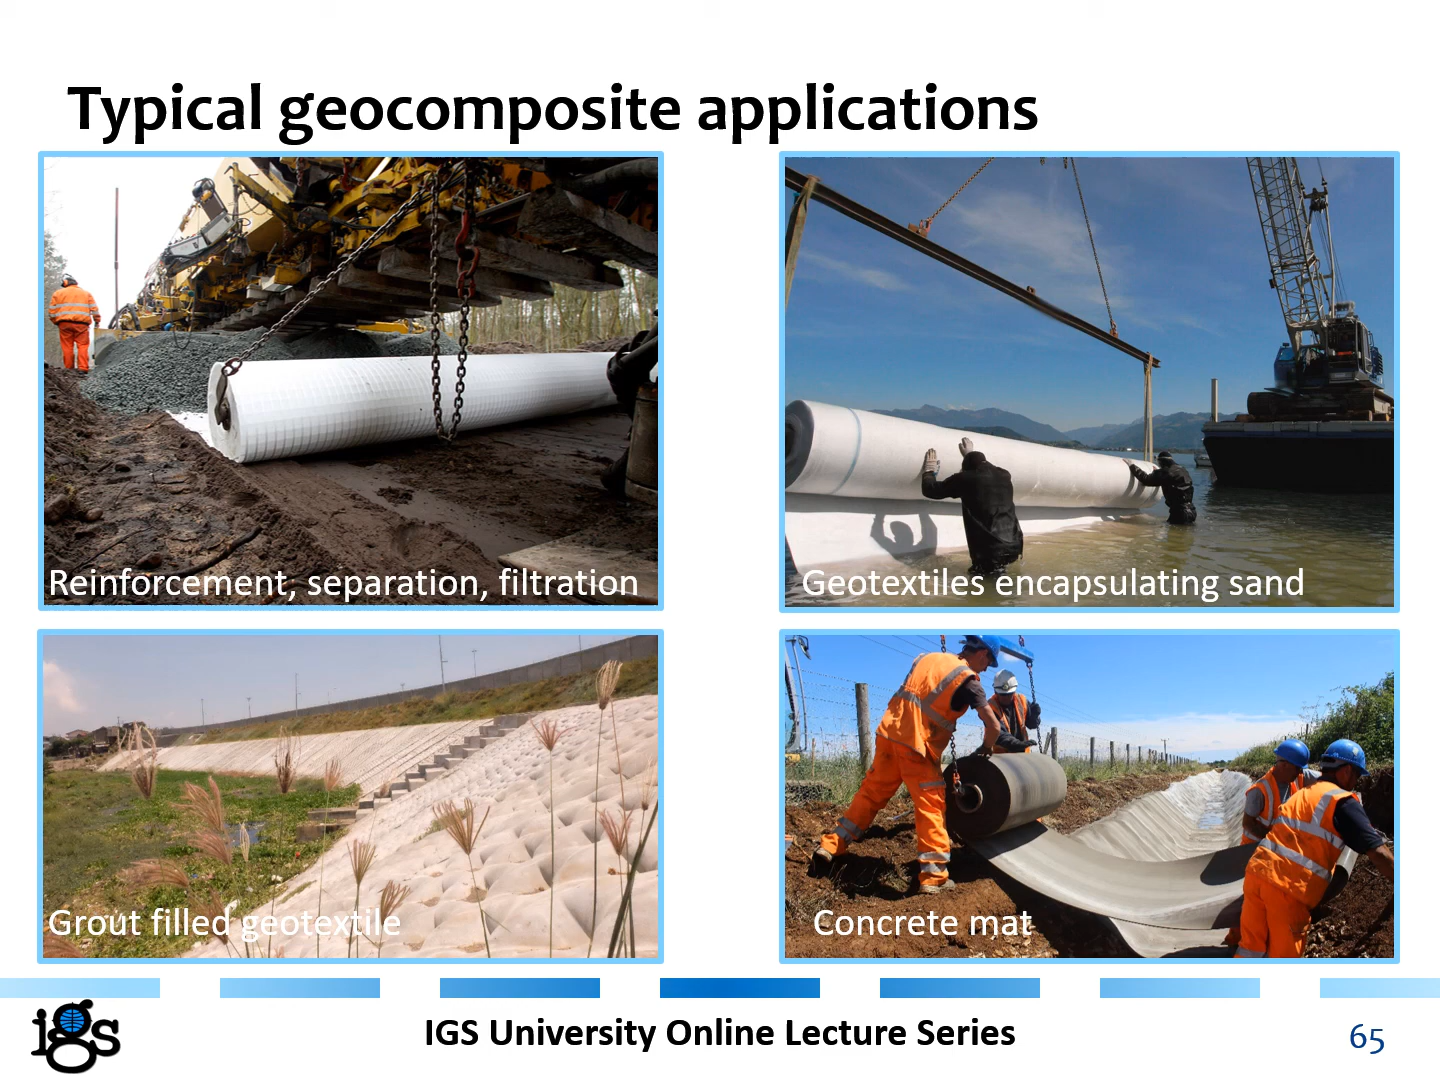 Typical geocomposite applications
Reinforcement, separation, filtration
Geotextiles encapsulating sand
Grout filled geotextile
Concrete mat
igs
IGS University Online Lecture Series
65